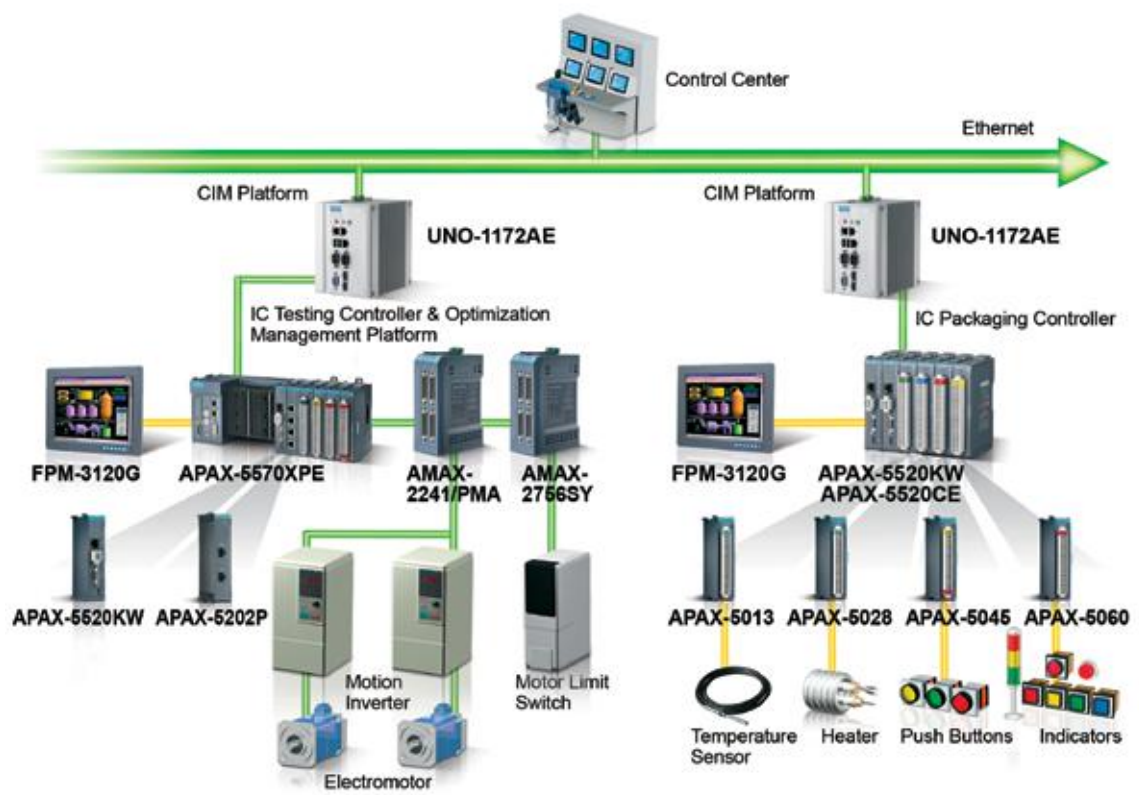 Control Center
Ethernet
CIM Platform
CIM Platform
UNO-1172AE
UNO-1172AE
IC Testing Controller & Optimization
Management Platform
IC Packaging Controller
FPM-3120G
APAX-5570XPE
AMAX-
2241/PMA
AMAX-
2756SY
FPM-3120G
APAX-5520KW
APAX-5520CE
APAX-5520KW
APAX-5202P
APAX-5013
APAX-5028
APAX-5045
APAX-5060
Motion
Inverter
Motor Limit
Switch
Temperature
Sensor
Heater
Push Buttons
Indicators
Electromotor